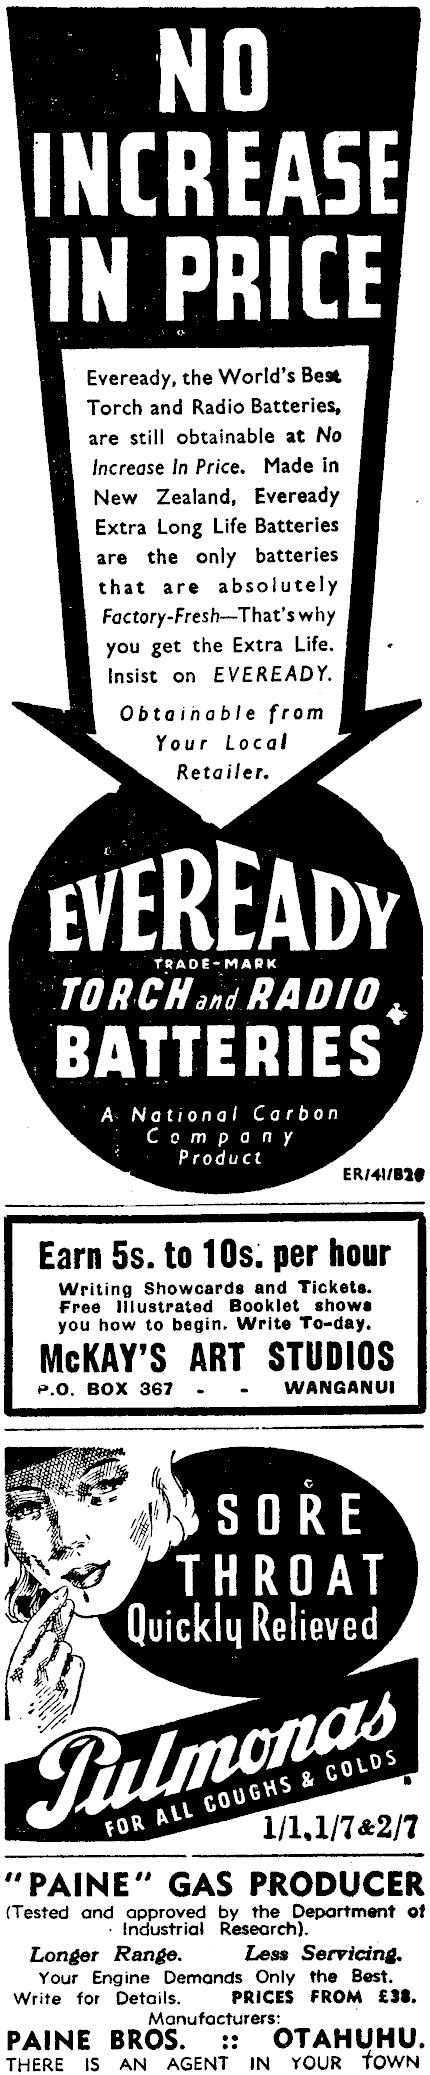 NO
INCREASE
IN PRICE
Eveready, the World's Best
Torch and Radio Batteries,
are still obtainable at No
Increase In Price. Made in
New Zealand, Eveready
Extra Long Life Batteries
are the only batteries
that are absolutely
Factory-Fresh—That's why
you get the Extra Life.
Insist on EVEREADY.
Obtainable from
Your Local
Retailer.
EVEREADY
TRADE-MARK
TORCH and RADIO
BATTERIES
A National Carbon
Company
Product
ER/41/B20
Earn 5s. to 10s. per hour
Writing Showcards and Tickets.
Free Illustrated Booklet shows
you how to begin. Write To-day.
McKAY'S ART STUDIOS
P.O. BOX 367 - - WANGANUI
SORE
THROAT
Quickly Relieved
Pulmonas
FOR ALL COUGHS & COLDS
1/1, 1/7 & 2/7
"PAINE" GAS PRODUCER
(Tested and approved by the Department of
Industrial Research).
Longer Range. Less Servicing.
Your Engine Demands Only the Best.
Write for Details. PRICES FROM £38.
Manufacturers:
PAINE BROS. :: OTAHUHU.
THERE IS AN AGENT IN YOUR TOWN